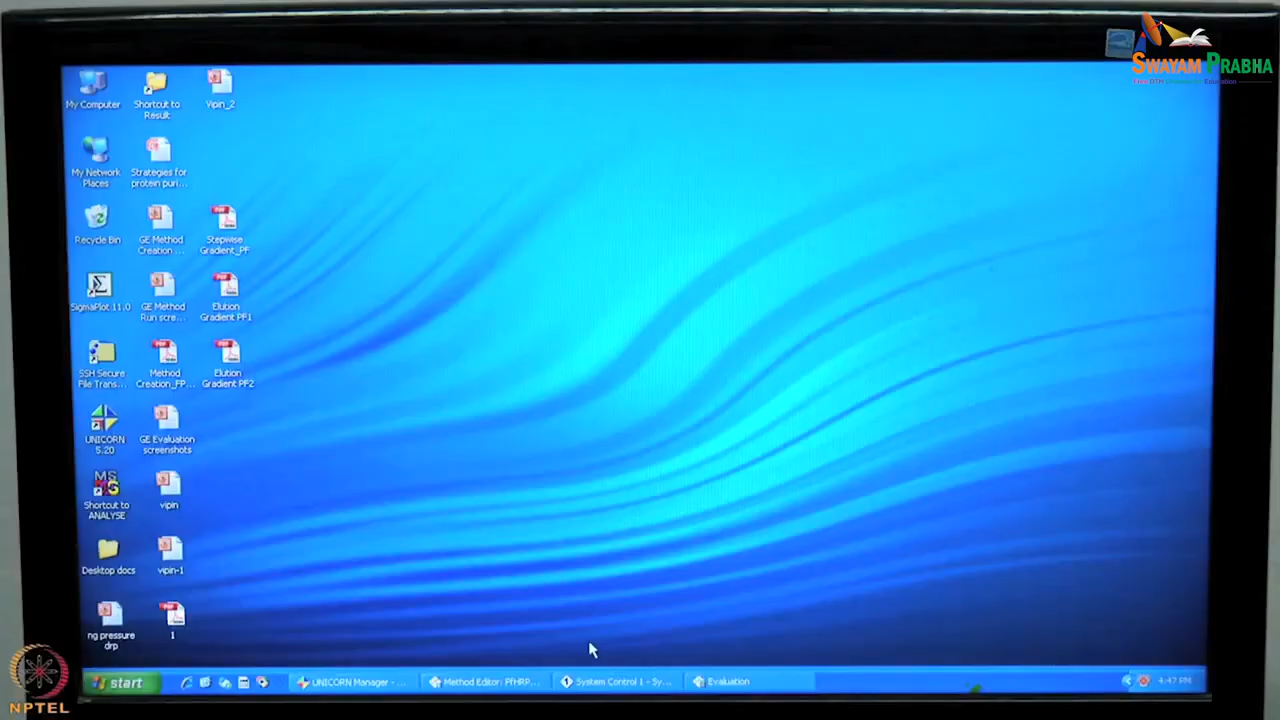 SWAYAM PRABHA
My Computer
Shortcut to
Result
Vipin_2
My Network
Places
Strategies for
protein puri...
Recycle Bin
GE Method
Creation ...
Stepwise
Gradient_PF
SigmaPlot 11.0
GE Method
Run scre...
Elution
Gradient PF1
SSH Secure
File Trans...
Method
Creation_FP...
Elution
Gradient PF2
UNICORN
5.20
GE Evaluation
screenshots
Shortcut to
ANALYSE
vipin
Desktop docs
vipin-1
ng pressure
drp
1
start
UNICORN Manager - ...
Method Editor: PFHRP...
System Control 1 - Sy...
Evaluation
4:47 PM
NPTEL